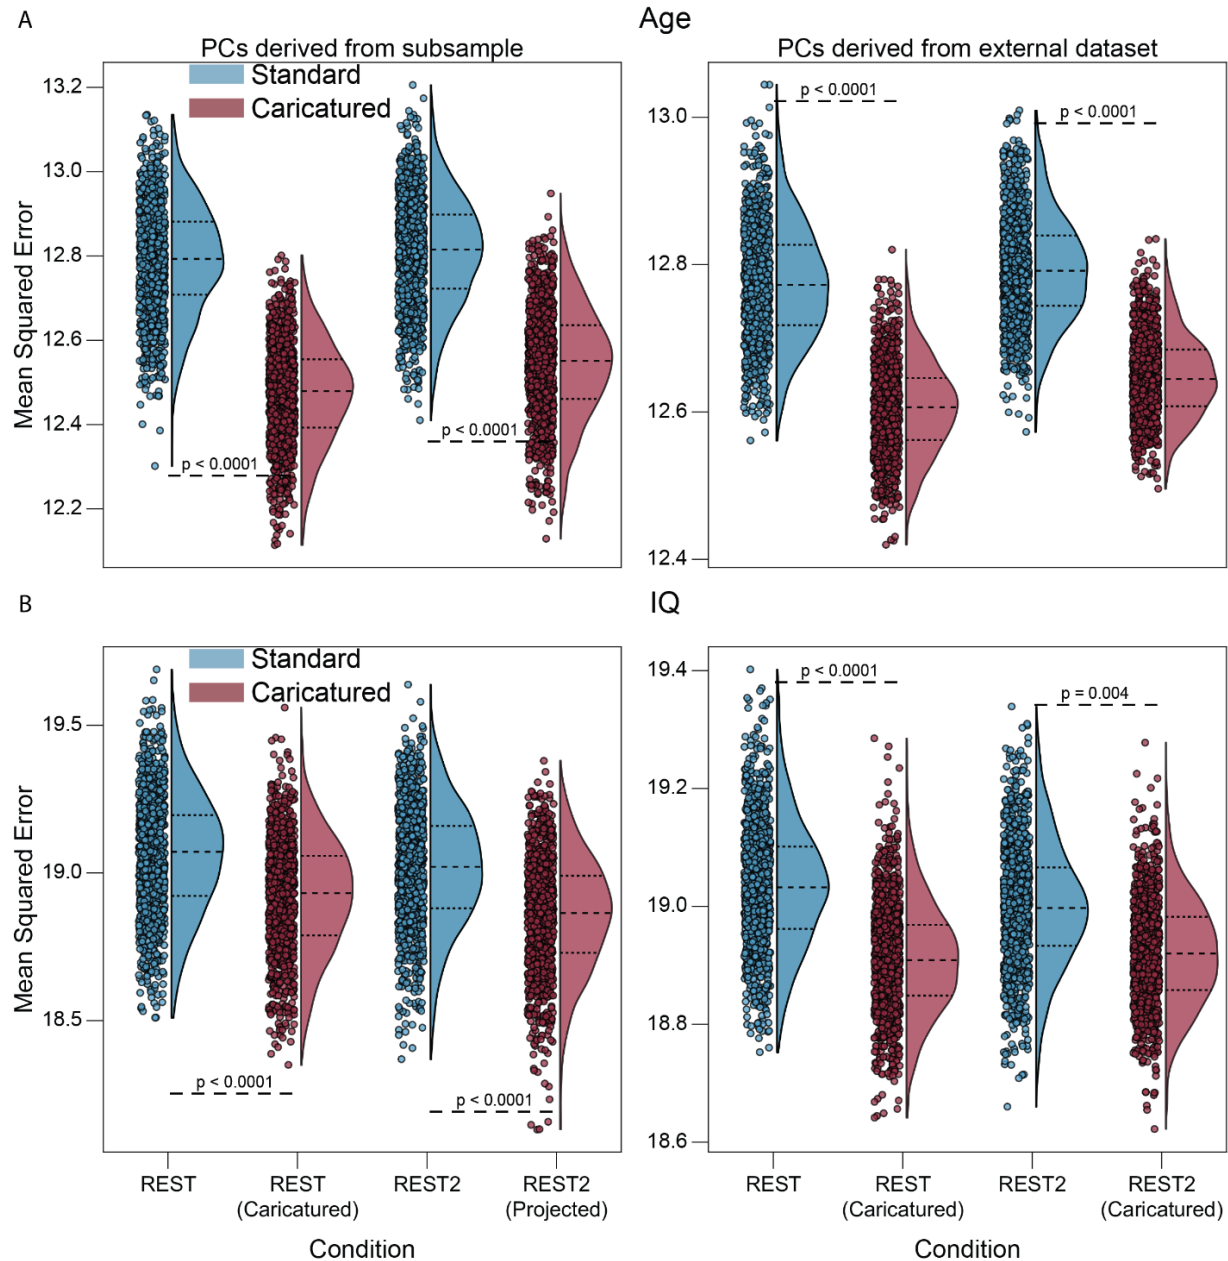 A
Age
PCs derived from subsample
PCs derived from external dataset
Standard
Caricatured
Mean Squared Error
13.2
13.0
12.8
12.6
12.4
12.2
p < 0.0001
p < 0.0001
13.0
12.8
12.6
12.4
p < 0.0001
p < 0.0001
B
IQ
Standard
Caricatured
Mean Squared Error
19.5
19.0
18.5
p < 0.0001
p < 0.0001
19.4
19.2
19.0
18.8
18.6
p < 0.0001
p = 0.004
REST
REST
(Caricatured)
REST2
REST2
(Projected)
Condition
REST
REST
(Caricatured)
REST2
REST2
(Caricatured)
Condition